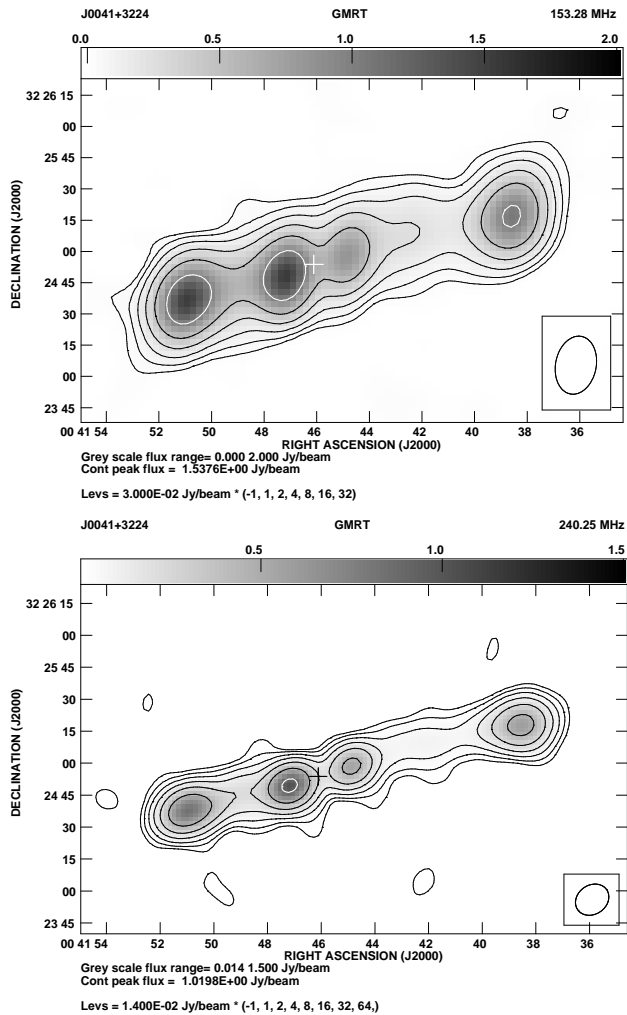 J0041+3224 GMRT 153.28 MHz
0.0 0.5 1.0 1.5 2.0
32 26 15
00
25 45
30
15
00
24 45
30
15
00
23 45
DECLINATION (J2000)
00 41 54 52 50 48 46 44 42 40 38 36
RIGHT ASCENSION (J2000)
Grey scale flux range= 0.000 2.000 Jy/beam
Cont peak flux = 1.5376E+00 Jy/beam
Levs = 3.000E-02 Jy/beam * (-1, 1, 2, 4, 8, 16, 32)
J0041+3224 GMRT 240.25 MHz
0.5 1.0 1.5
32 26 15
00
25 45
30
15
00
24 45
30
15
00
23 45
DECLINATION (J2000)
00 41 54 52 50 48 46 44 42 40 38 36
RIGHT ASCENSION (J2000)
Grey scale flux range= 0.014 1.500 Jy/beam
Cont peak flux = 1.0198E+00 Jy/beam
Levs = 1.400E-02 Jy/beam * (-1, 1, 2, 4, 8, 16, 32, 64,)